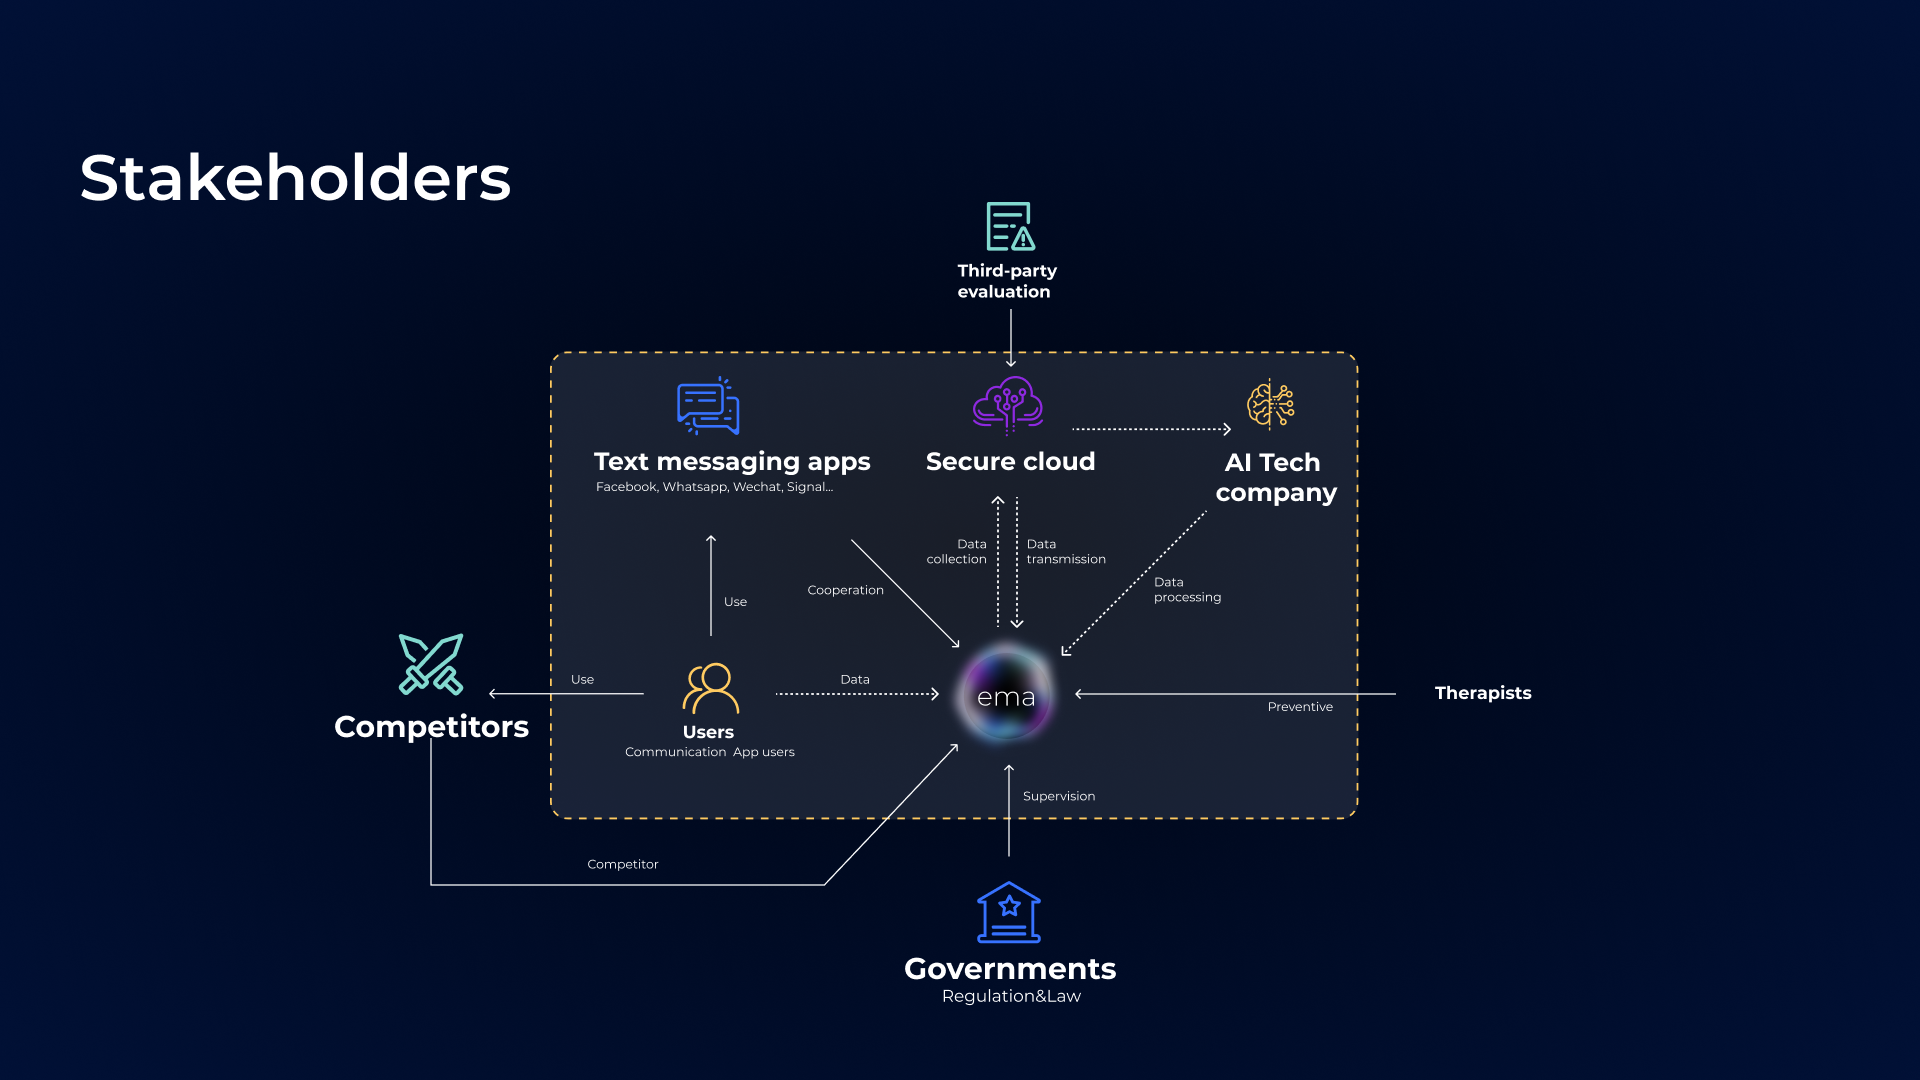 Stakeholders
Third-party
evaluation
Text messaging apps
Facebook, Whatsapp, Wechat, Signal...
Secure cloud
AI Tech
company
Data
collection
Data
transmission
Data
processing
Cooperation
Use
Use
Data
ema
Competitors
Users
Communication  App users
Preventive
Therapists
Supervision
Competitor
Governments
Regulation&Law